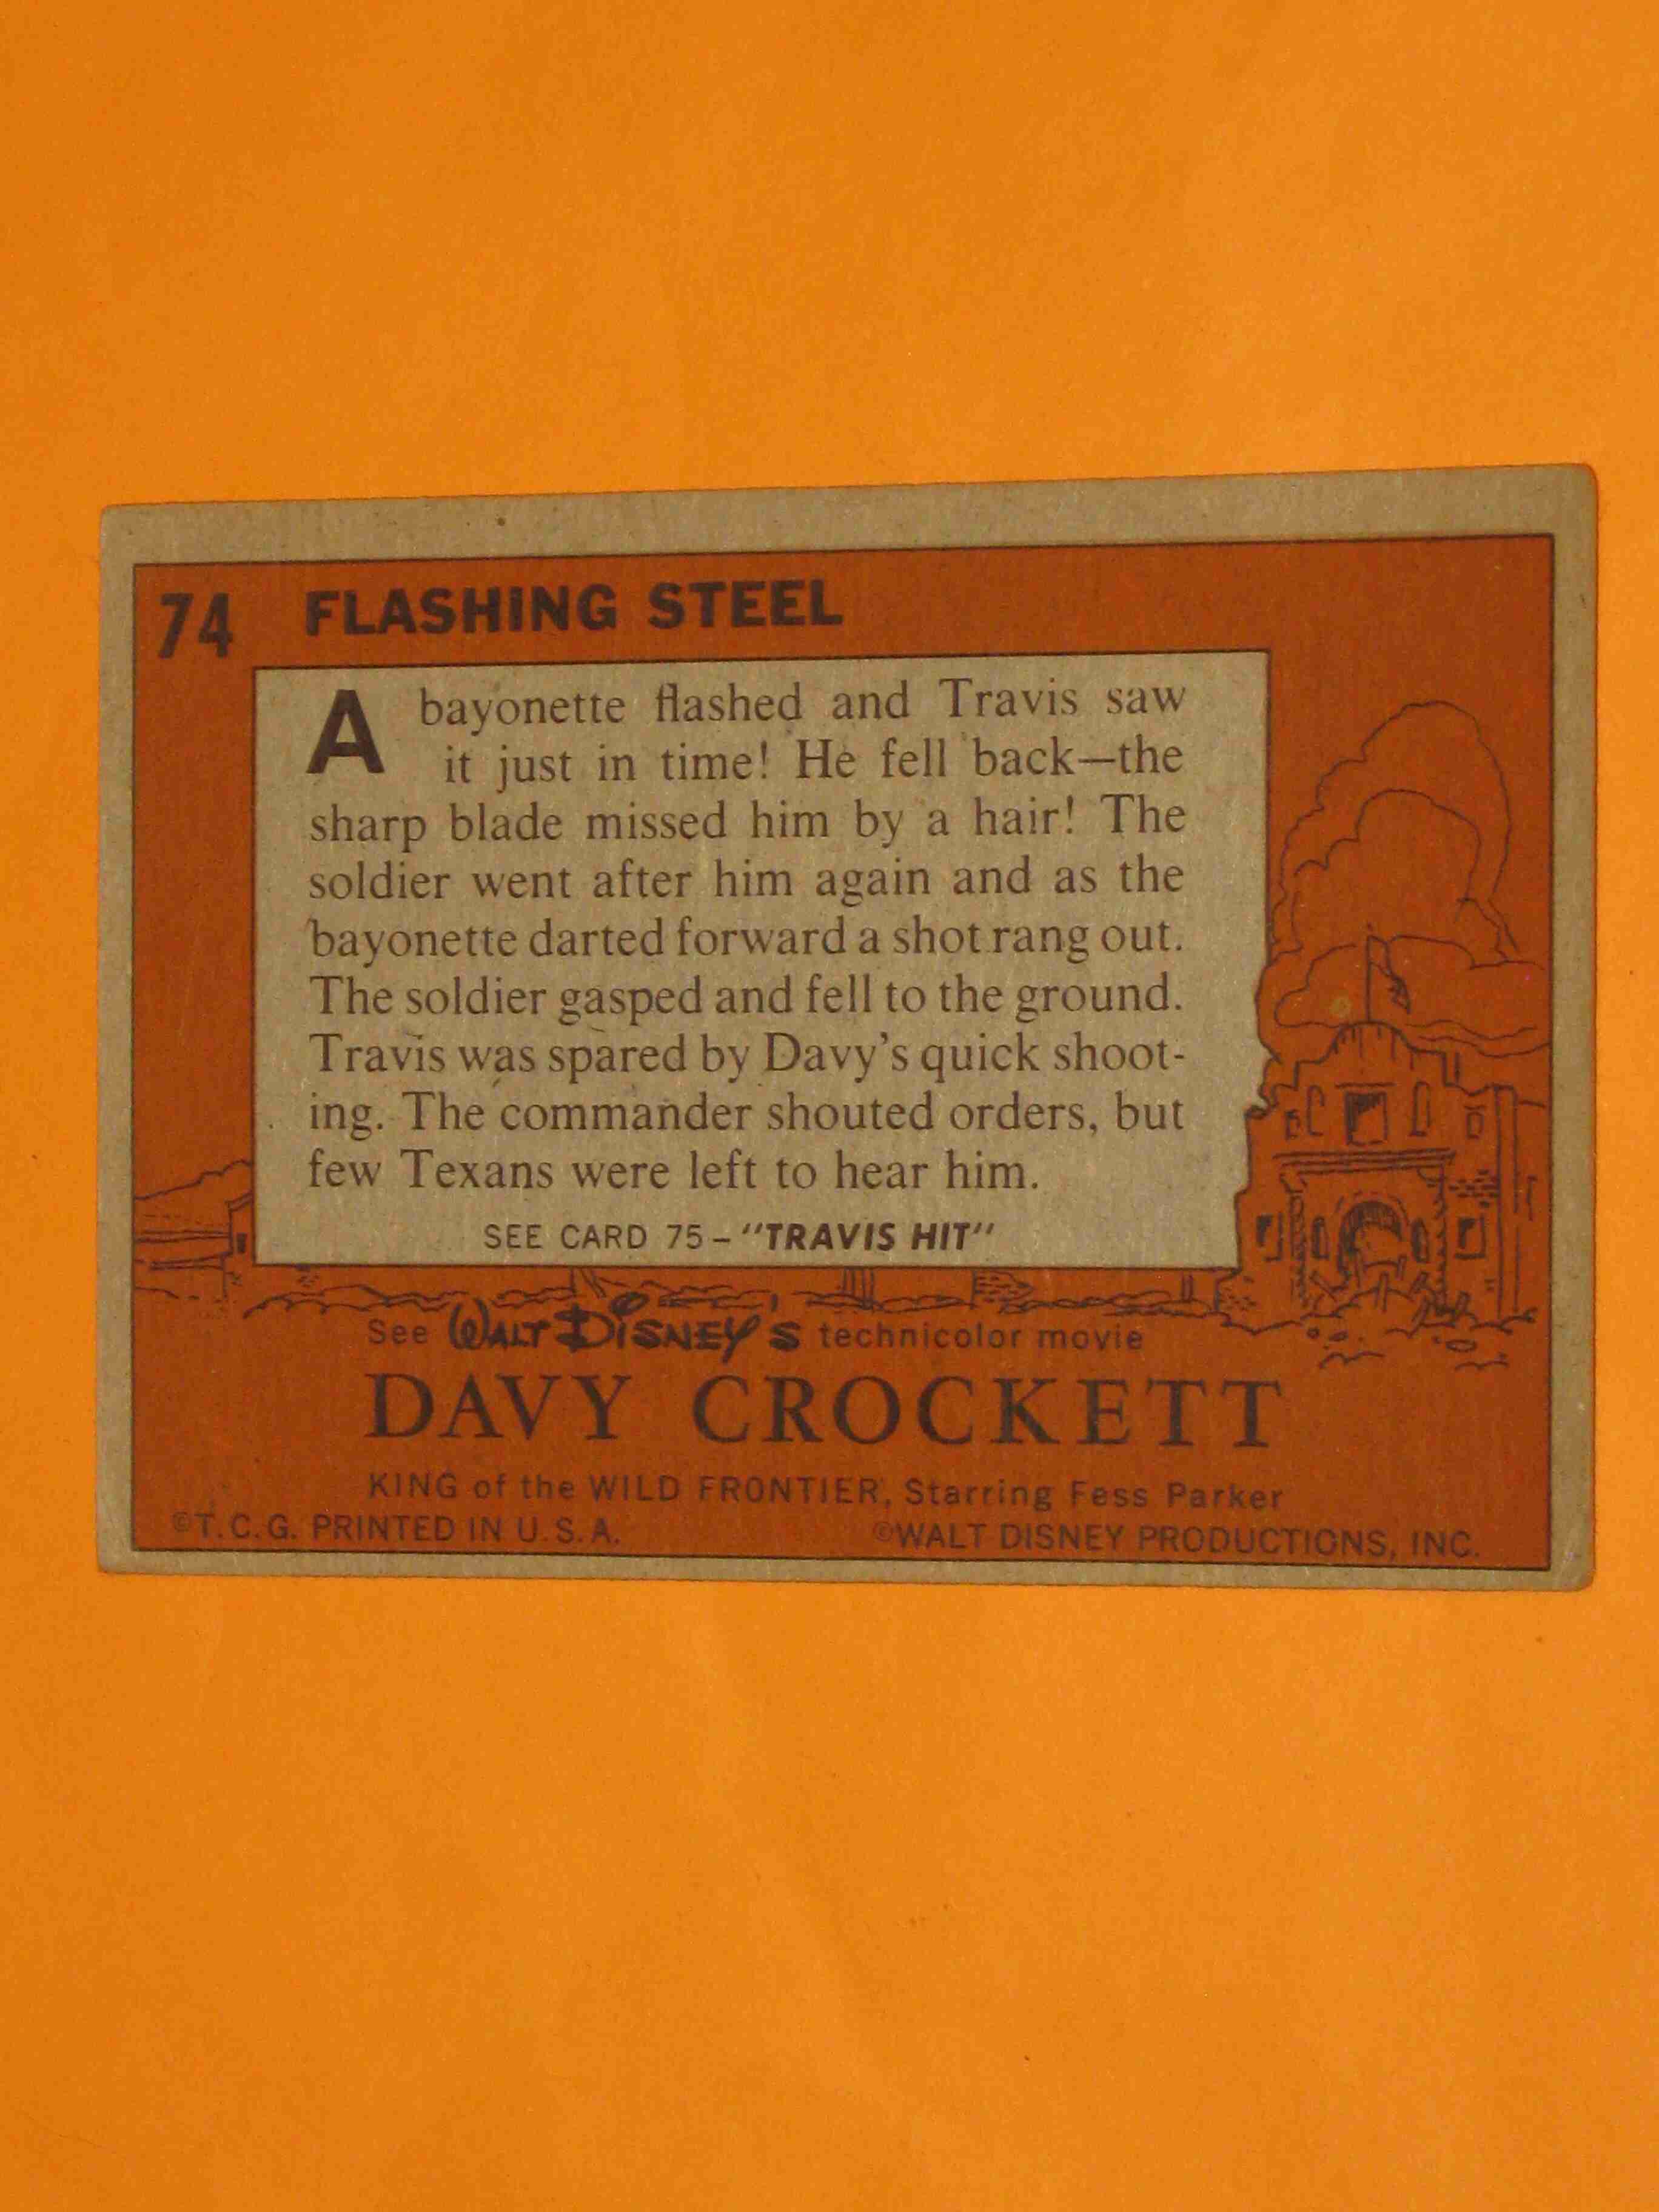 74 FLASHING STEEL
A bayonette flashed and Travis saw
it just in time! He fell back—the
sharp blade missed him by a hair! The
soldier went after him again and as the
bayonette darted forward a shot rang out.
The soldier gasped and fell to the ground.
Travis was spared by Davy's quick shoot-
ing. The commander shouted orders, but
few Texans were left to hear him.
SEE CARD 75 – "TRAVIS HIT"
See WALT DISNEY'S technicolor movie
DAVY CROCKETT
KING of the WILD FRONTIER, Starring Fess Parker
©T.C.G. PRINTED IN U.S.A. ©WALT DISNEY PRODUCTIONS, INC.